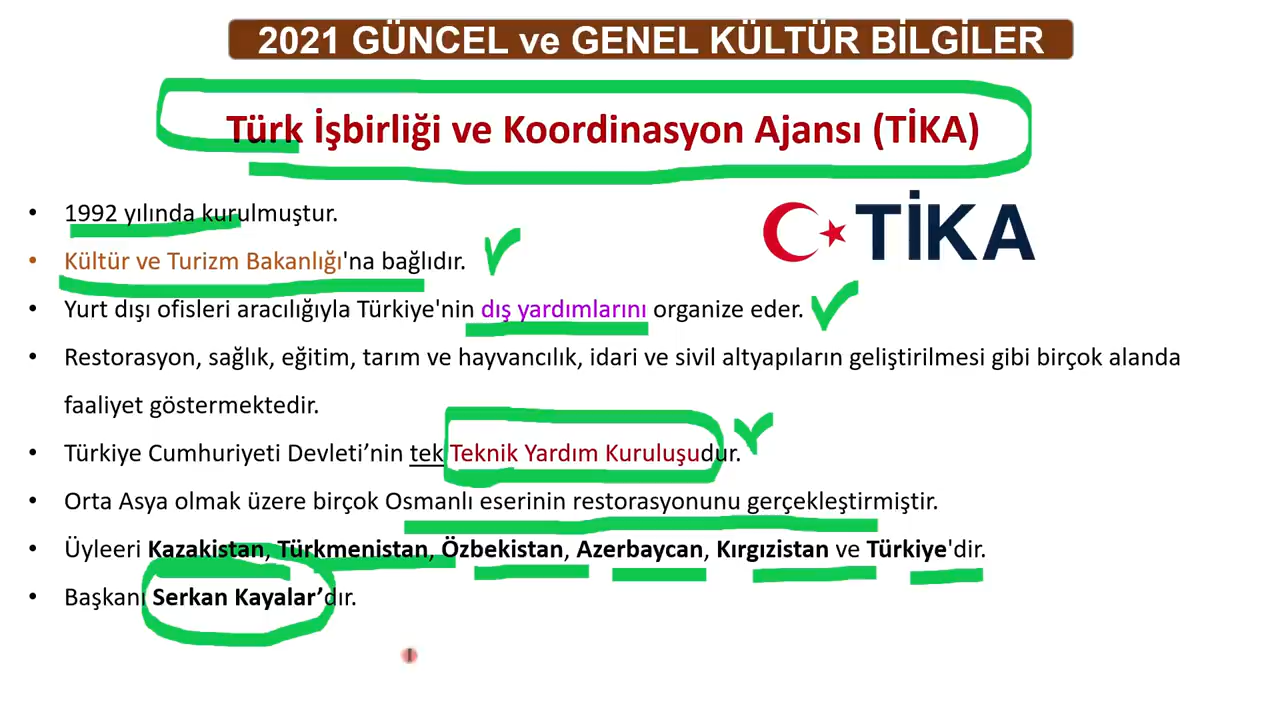 2021 GÜNCEL ve GENEL KÜLTÜR BİLGİLER
Türk İşbirliği ve Koordinasyon Ajansı (TİKA)
• 1992 yılında kurulmuştur.
TİKA
• Kültür ve Turizm Bakanlığı'na bağlıdır.
• Yurt dışı ofisleri aracılığıyla Türkiye'nin dış yardımlarını organize eder.
• Restorasyon, sağlık, eğitim, tarım ve hayvancılık, idari ve sivil altyapıların geliştirilmesi gibi birçok alanda
faaliyet göstermektedir.
• Türkiye Cumhuriyeti Devleti’nin tek Teknik Yardım Kuruluşudur.
• Orta Asya olmak üzere birçok Osmanlı eserinin restorasyonunu gerçekleştirmiştir.
• Üyleeri Kazakistan, Türkmenistan, Özbekistan, Azerbaycan, Kırgızistan ve Türkiye'dir.
• Başkanı Serkan Kayalar’dır.